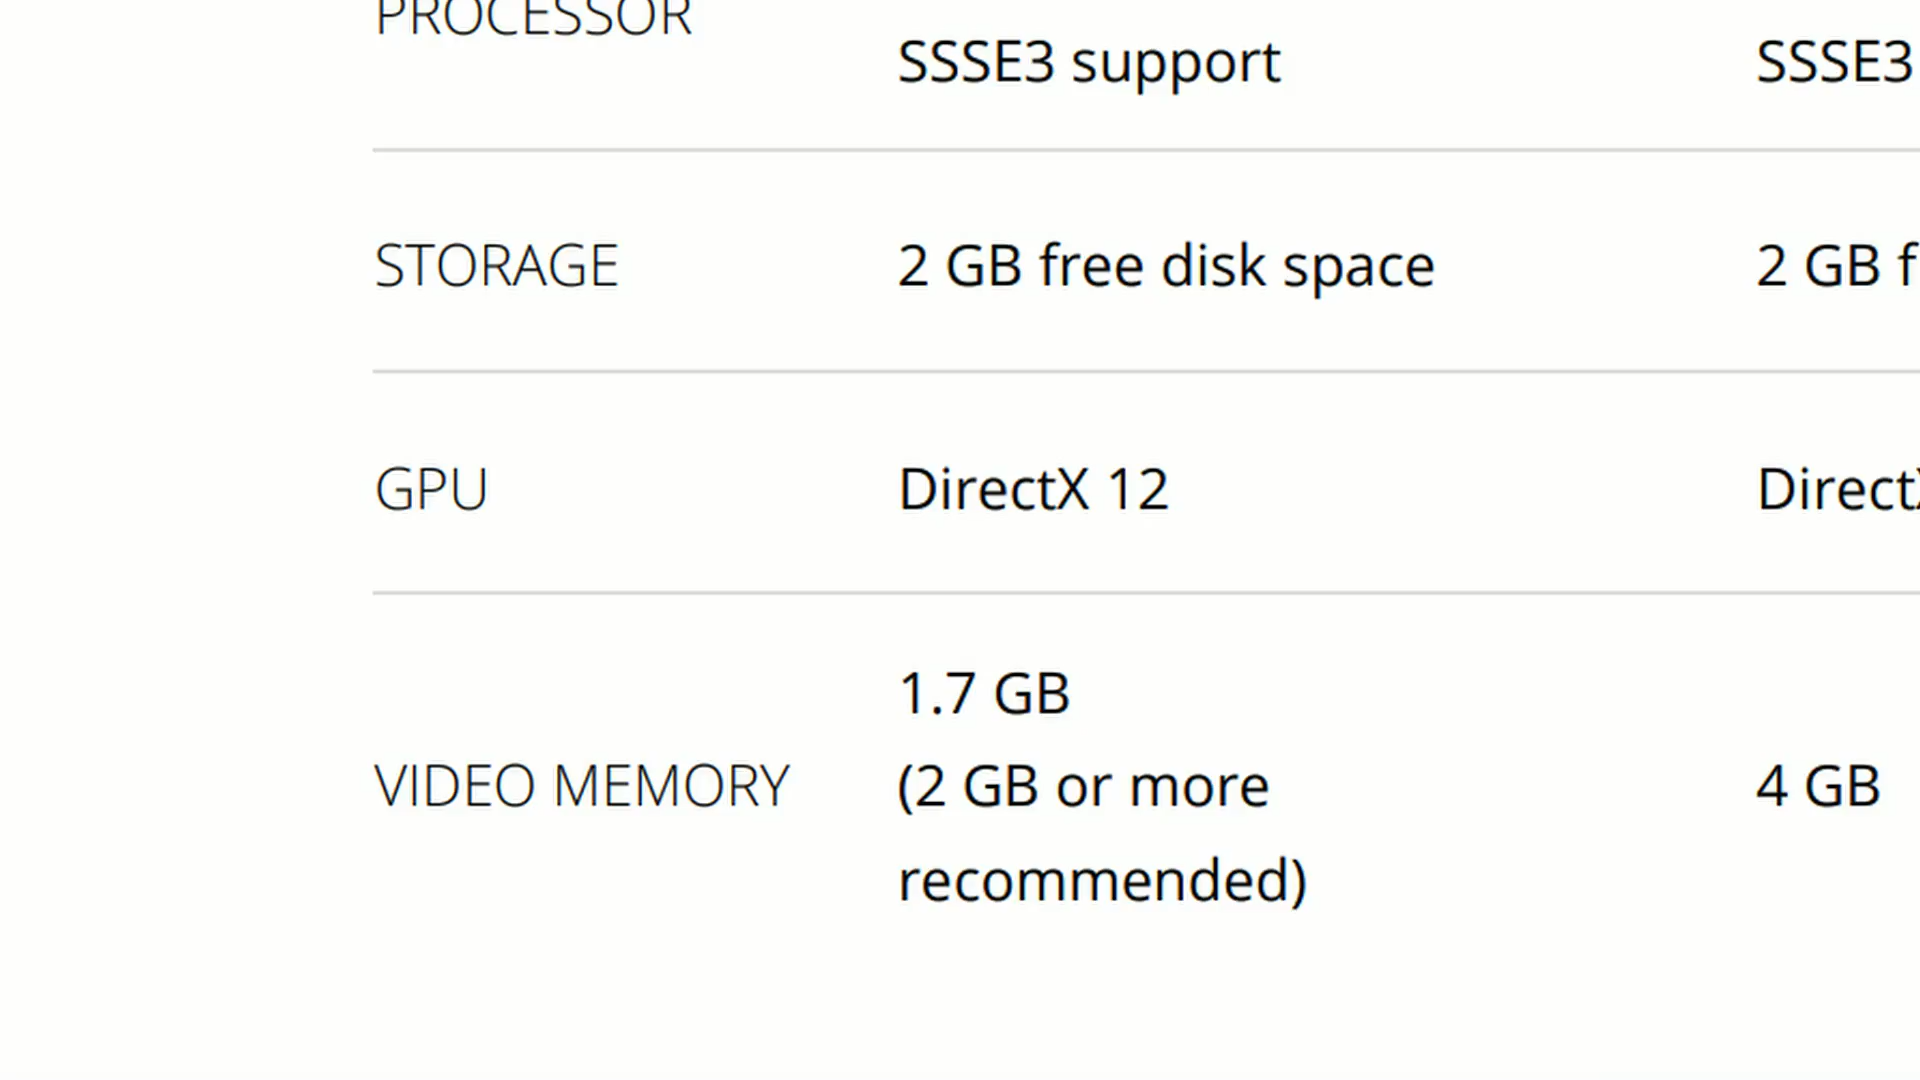 PROCESSOR
SSSE3 support
SSSE3
STORAGE
2 GB free disk space
2 GB f
GPU
DirectX 12
DirectX
1.7 GB
VIDEO MEMORY
(2 GB or more
4 GB
recommended)